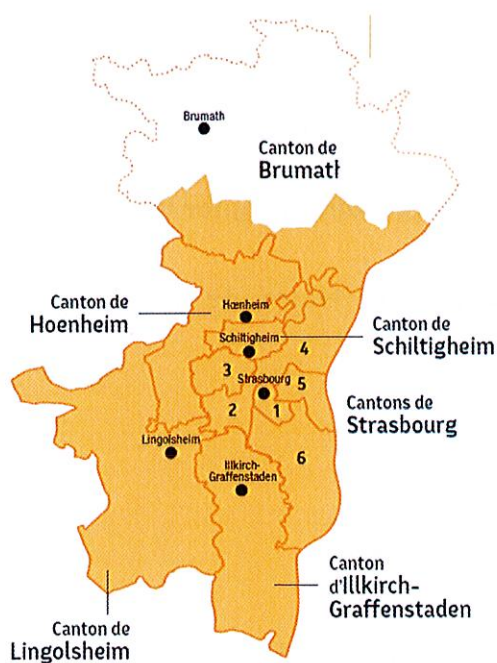 Brumath
Canton de
Brumath
Canton de
Hoenheim
Hœnheim
Schiltigheim
Canton de
Schiltigheim
4
3
5
Strasbourg
2
1
Cantons de
Strasbourg
Lingolsheim
6
Illkirch-
Graffenstaden
Canton
d'Illkirch-
Graffenstaden
Canton de
Lingolsheim